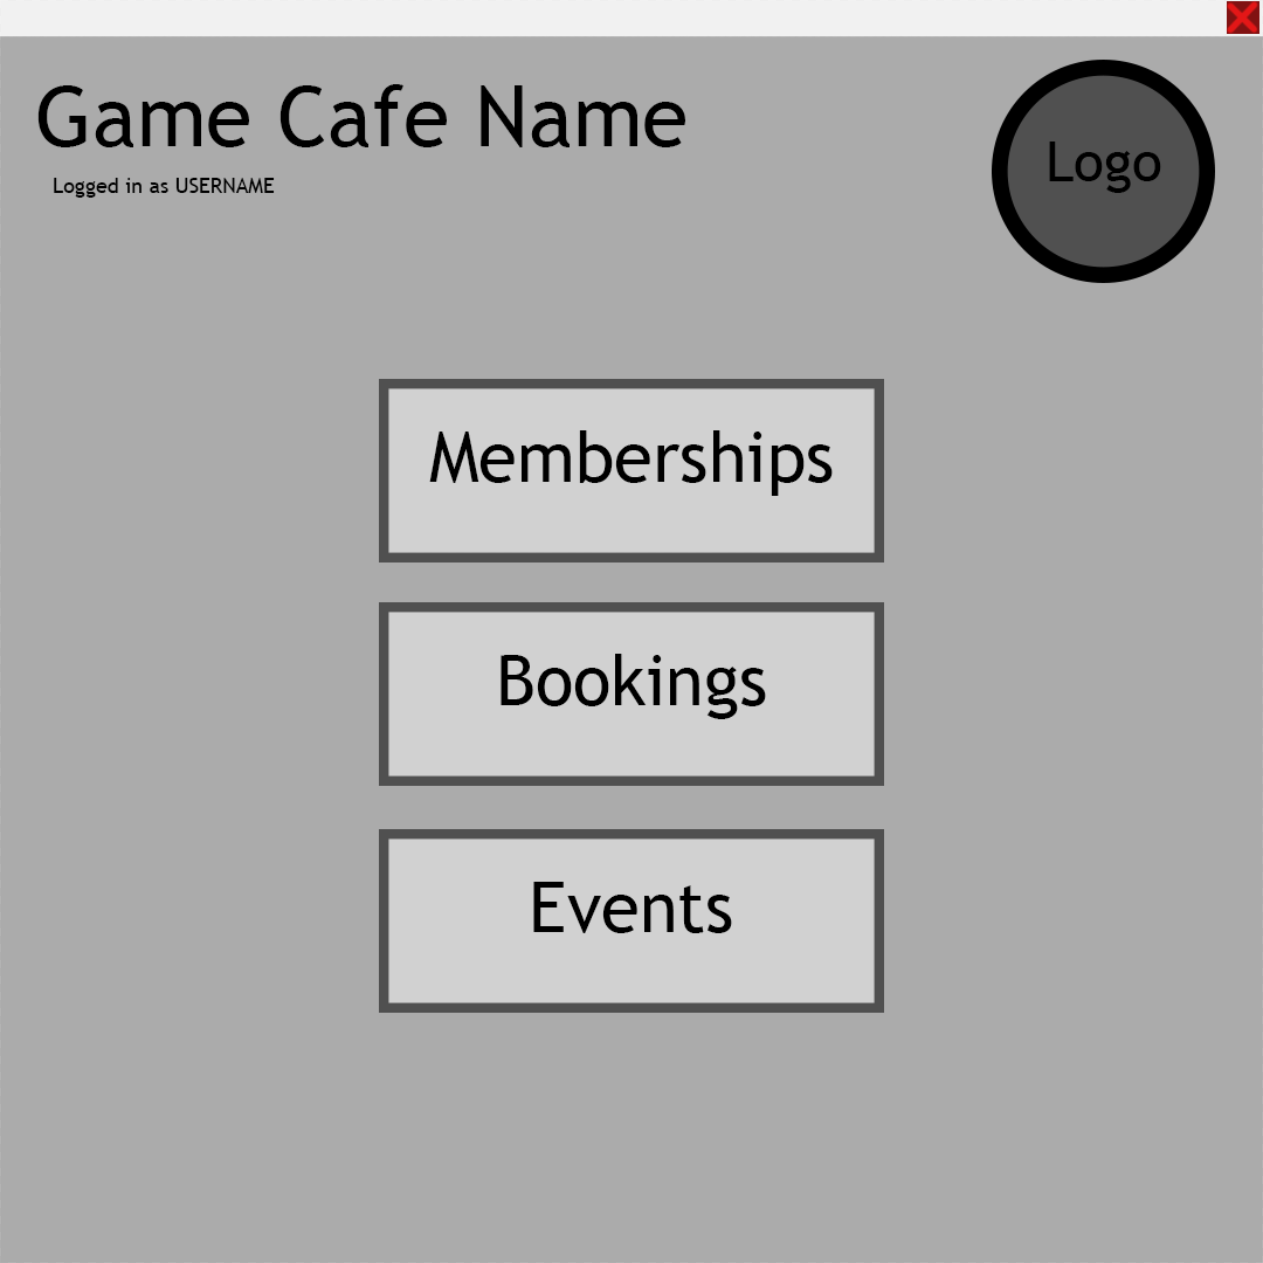 Game Cafe Name
Logged in as USERNAME
Logo
Memberships
Bookings
Events